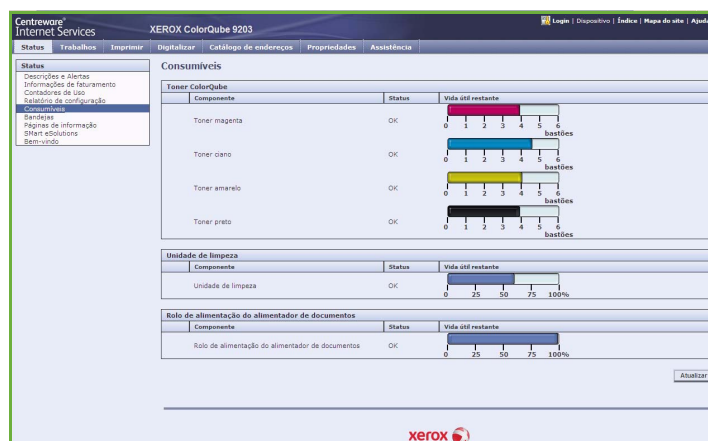 Centreware®
Internet Services
XEROX ColorQube 9203
Login | Dispositivo | Índice | Mapa do site | Ajuda
Status Trabalhos Imprimir Digitalizar Catálogo de endereços Propriedades Assistência
Status
Descrições e Alertas
Informações de faturamento
Contadores de Uso
Relatório de configuração
Consumíveis
Bandejas
Páginas de informação
SMart eSolutions
Bem-vindo
Consumíveis
Toner ColorQube
Componente Status Vida útil restante
Toner magenta OK
0 1 2 3 4 5 6
bastões
Toner ciano OK
0 1 2 3 4 5 6
bastões
Toner amarelo OK
0 1 2 3 4 5 6
bastões
Toner preto OK
0 1 2 3 4 5 6
bastões
Unidade de limpeza
Componente Status Vida útil restante
Unidade de limpeza OK
0 25 50 75 100%
Rolo de alimentação do alimentador de documentos
Componente Status Vida útil restante
Rolo de alimentação do alimentador de documentos OK
0 25 50 75 100%
Atualizar
xerox